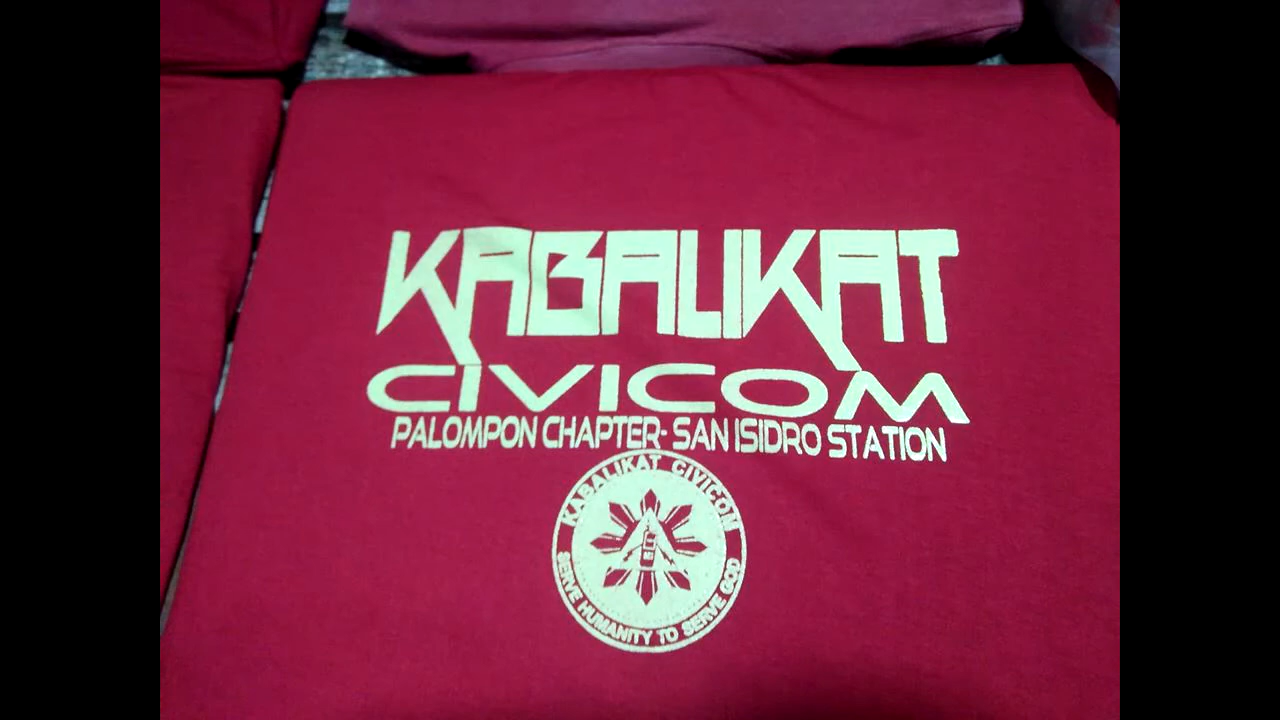 KABALIKAT
CIVICOM
PALOMPON CHAPTER- SAN ISIDRO STATION
KABALIKAT CIVICOM
SERVE HUMANITY TO SERVE GOD